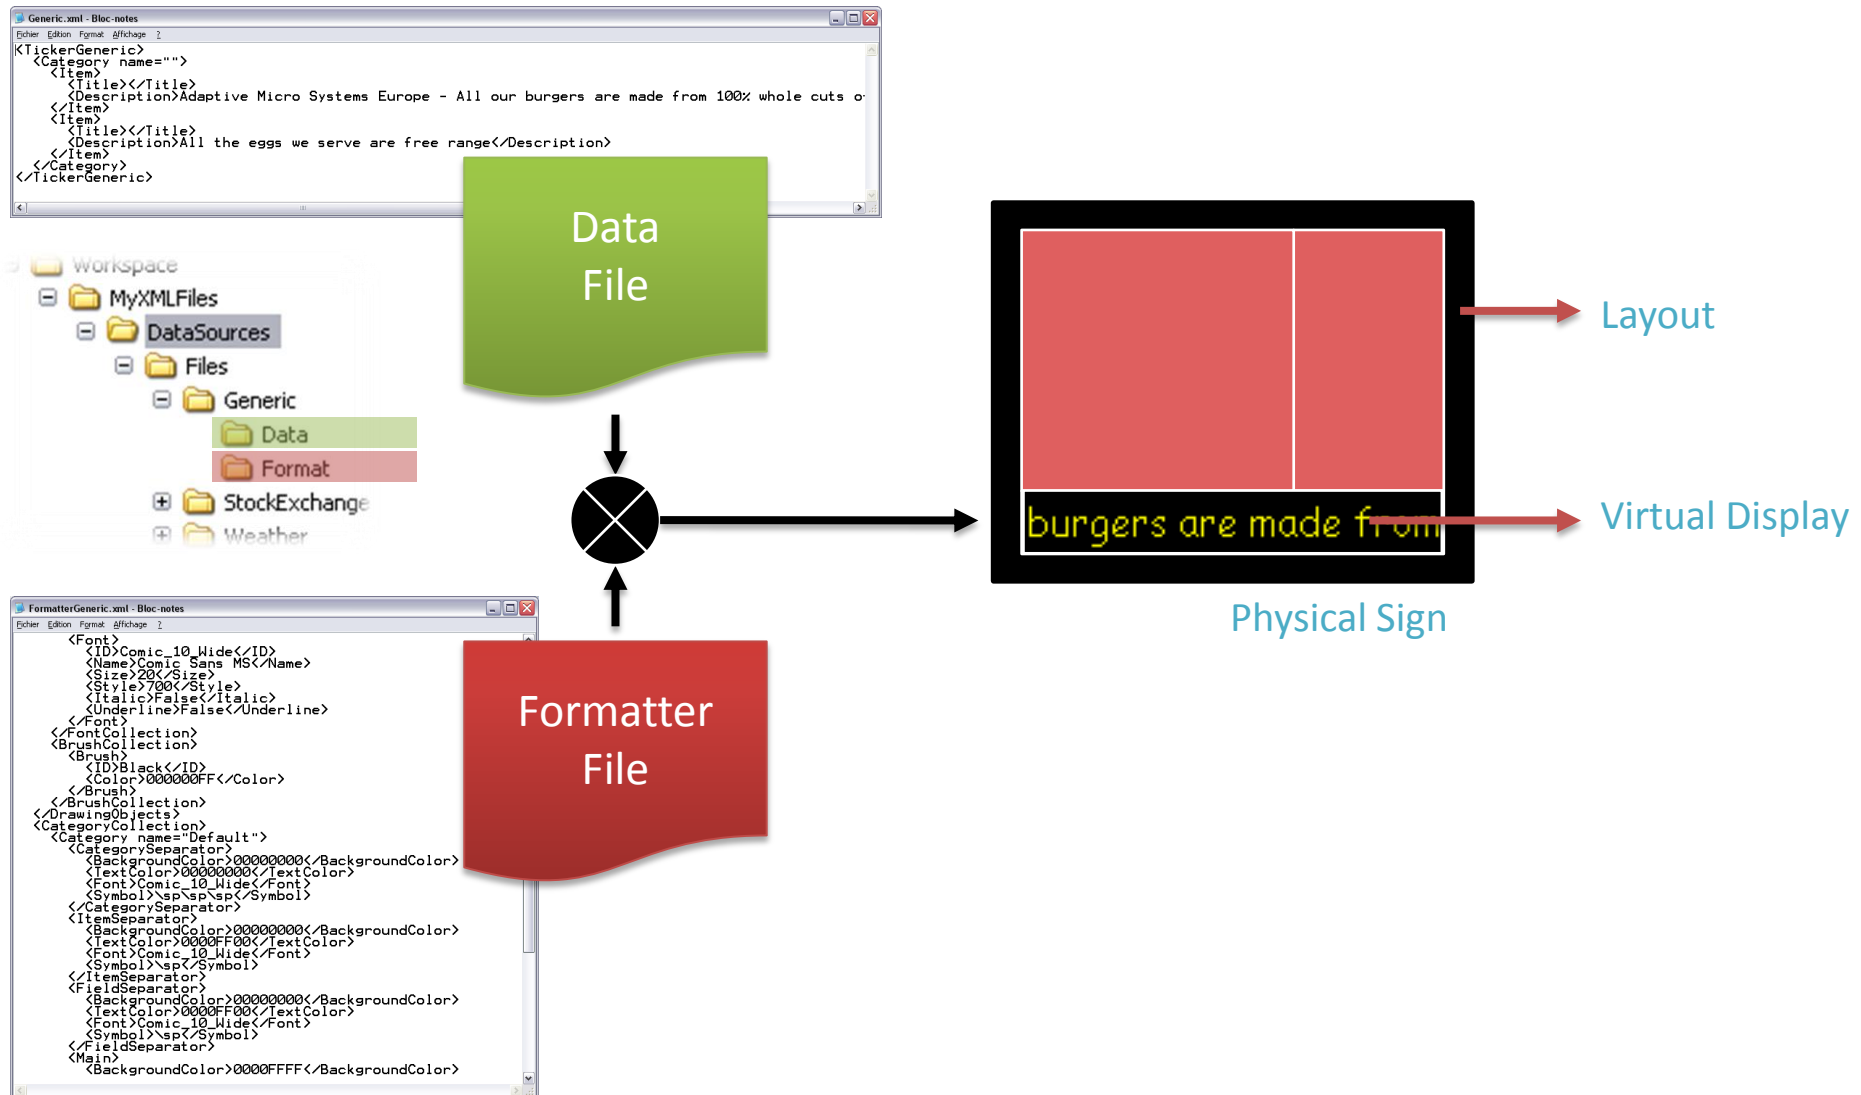 Generic.xml - Bloc-notes
Fichier Edition Format Affichage ?
<TickerGeneric>
<Category name="">
<Item>
<Title></Title>
<Description>Adaptive Micro Systems Europe - All our burgers are made from 100% whole cuts o
</Item>
<Item>
<Title></Title>
<Description>All the eggs we serve are free range</Description>
</Item>
</Category>
</TickerGeneric>
Data
File
Workspace
MyXMLFiles
DataSources
Files
Generic
Data
Format
StockExchange
Weather
Layout
burgers are made from
Virtual Display
Physical Sign
FormatterGeneric.xml - Bloc-notes
Fichier Edition Format Affichage ?
<Font>
<ID>Comic_10_Wide</ID>
<Name>Comic Sans MS</Name>
<Size>20</Size>
<Style>700</Style>
<Italic>False</Italic>
<Underline>False</Underline>
</Font>
</FontCollection>
<BrushCollection>
<Brush>
<ID>Black</ID>
<Color>000000FF</Color>
</Brush>
</BrushCollection>
</DrawingObjects>
<CategoryCollection>
<Category name="Default">
<CategorySeparator>
<BackgroundColor>00000000</BackgroundColor>
<TextColor>00000000</TextColor>
<Font>Comic_10_Wide</Font>
<Symbol>\sp\sp\sp</Symbol>
</CategorySeparator>
<ItemSeparator>
<BackgroundColor>00000000</BackgroundColor>
<TextColor>0000FF00</TextColor>
<Font>Comic_10_Wide</Font>
<Symbol>\sp</Symbol>
</ItemSeparator>
<FieldSeparator>
<BackgroundColor>00000000</BackgroundColor>
<TextColor>0000FF00</TextColor>
<Font>Comic_10_Wide</Font>
<Symbol>\sp</Symbol>
</FieldSeparator>
<Main>
<BackgroundColor>0000FFFF</BackgroundColor>
Formatter
File